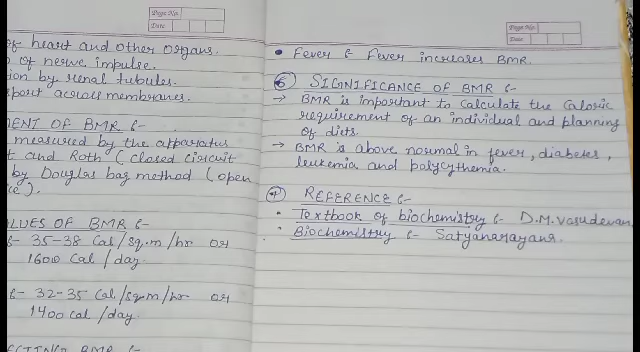 Page No.
Date
of heart and other organs.
of nerve impulse.
tion by renal tubules.
sport across membranes.
MENT OF BMR :-
measured by the apparatus
t and Roth (closed circuit
by Douglas bag method (open
ALUES OF BMR :-
:- 35-38 Cal/sq.m/hr or
1600 Cal/day.
:- 32-35 Cal/sq.m/hr or
1400 cal/day.
BMR :-
Page No.
Date
• Fever :- Fever increases BMR.
⑥ SIGNIFICANCE OF BMR :-
→ BMR is important to calculate the Caloric
requirement of an individual and planning
of diets.
→ BMR is above normal in fever, diabetes,
leukemia and polycythemia.
⑦ REFERENCE :-
• Textbook of biochemistry :- D.M. Vasudevan
• Biochemistry :- Satyanarayana.